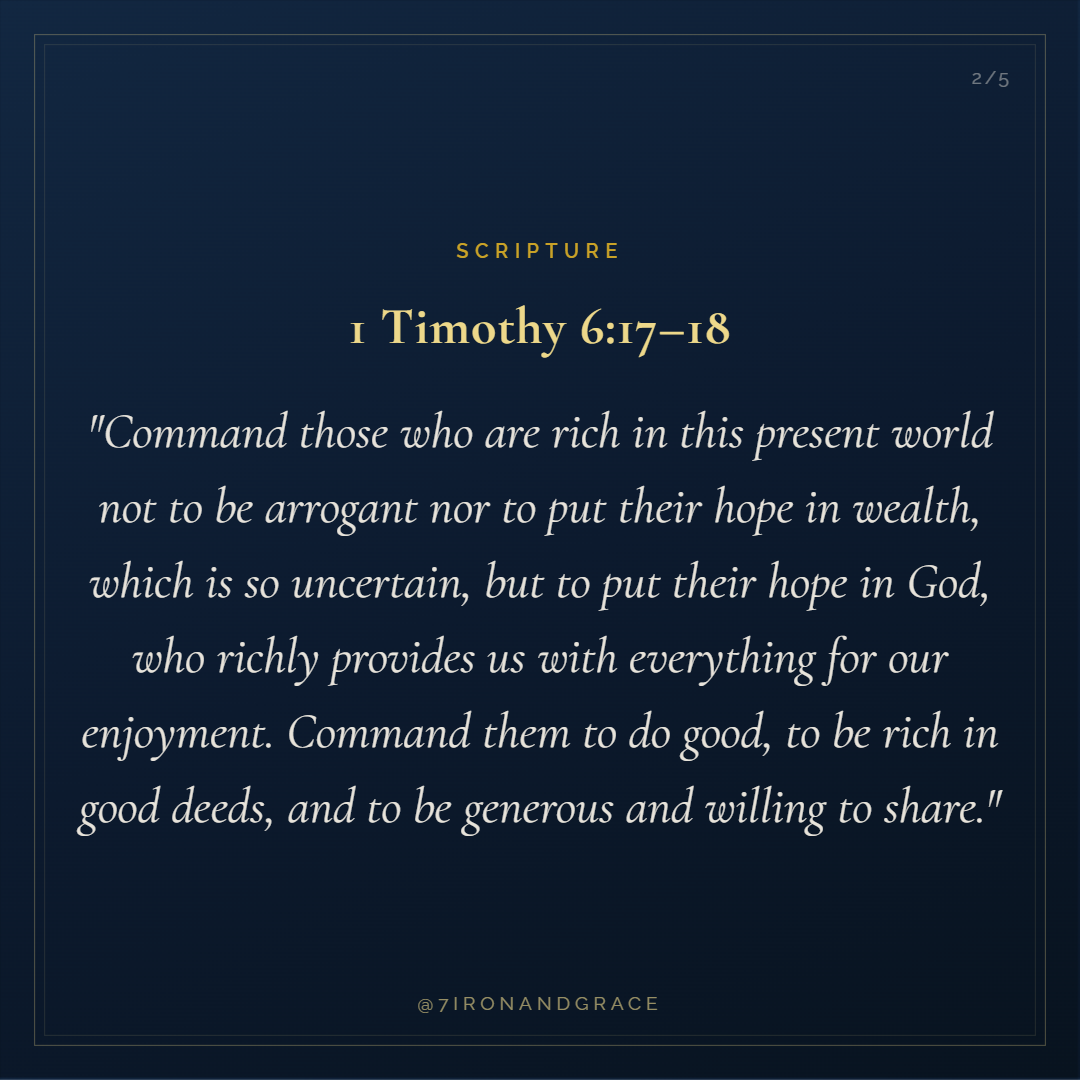 2/5
SCRIPTURE
1 Timothy 6:17–18
"Command those who are rich in this present world
not to be arrogant nor to put their hope in wealth,
which is so uncertain, but to put their hope in God,
who richly provides us with everything for our
enjoyment. Command them to do good, to be rich in
good deeds, and to be generous and willing to share."
@7IRONANDGRACE